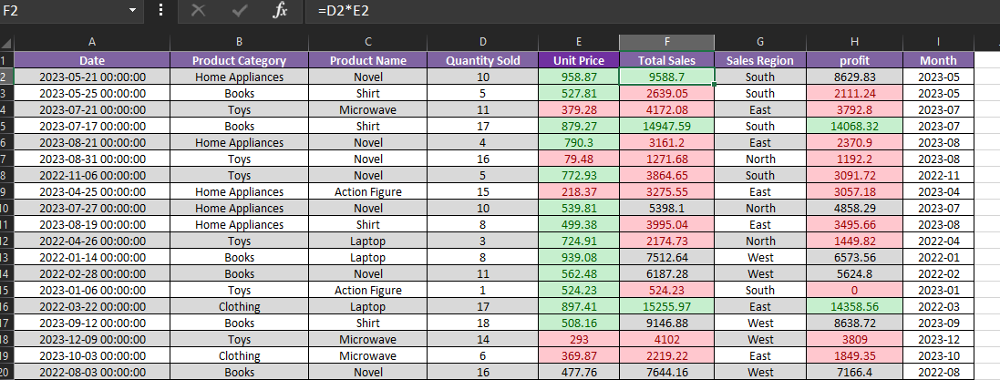 F2 fx =D2*E2
A B C D E F G H I
1 Date Product Category Product Name Quantity Sold Unit Price Total Sales Sales Region profit Month
2 2023-05-21 00:00:00 Home Appliances Novel 10 958.87 9588.7 South 8629.83 2023-05
3 2023-05-25 00:00:00 Books Shirt 5 527.81 2639.05 South 2111.24 2023-05
4 2023-07-21 00:00:00 Toys Microwave 11 379.28 4172.08 East 3792.8 2023-07
5 2023-07-17 00:00:00 Books Shirt 17 879.27 14947.59 South 14068.32 2023-07
6 2023-08-21 00:00:00 Home Appliances Novel 4 790.3 3161.2 East 2370.9 2023-08
7 2023-08-31 00:00:00 Toys Novel 16 79.48 1271.68 North 1192.2 2023-08
8 2022-11-06 00:00:00 Toys Novel 5 772.93 3864.65 South 3091.72 2022-11
9 2023-04-25 00:00:00 Home Appliances Action Figure 15 218.37 3275.55 East 3057.18 2023-04
10 2023-07-27 00:00:00 Home Appliances Novel 10 539.81 5398.1 North 4858.29 2023-07
11 2023-08-19 00:00:00 Home Appliances Shirt 8 499.38 3995.04 East 3495.66 2023-08
12 2022-04-26 00:00:00 Toys Laptop 3 724.91 2174.73 North 1449.82 2022-04
13 2022-01-14 00:00:00 Books Laptop 8 939.08 7512.64 West 6573.56 2022-01
14 2022-02-28 00:00:00 Books Novel 11 562.48 6187.28 West 5624.8 2022-02
15 2023-01-06 00:00:00 Toys Action Figure 1 524.23 524.23 South 0 2023-01
16 2022-03-22 00:00:00 Clothing Laptop 17 897.41 15255.97 East 14358.56 2022-03
17 2023-09-12 00:00:00 Books Shirt 18 508.16 9146.88 West 8638.72 2023-09
18 2023-12-09 00:00:00 Toys Microwave 14 293 4102 West 3809 2023-12
19 2023-10-03 00:00:00 Clothing Microwave 6 369.87 2219.22 East 1849.35 2023-10
20 2022-08-03 00:00:00 Books Novel 16 477.76 7644.16 West 7166.4 2022-08